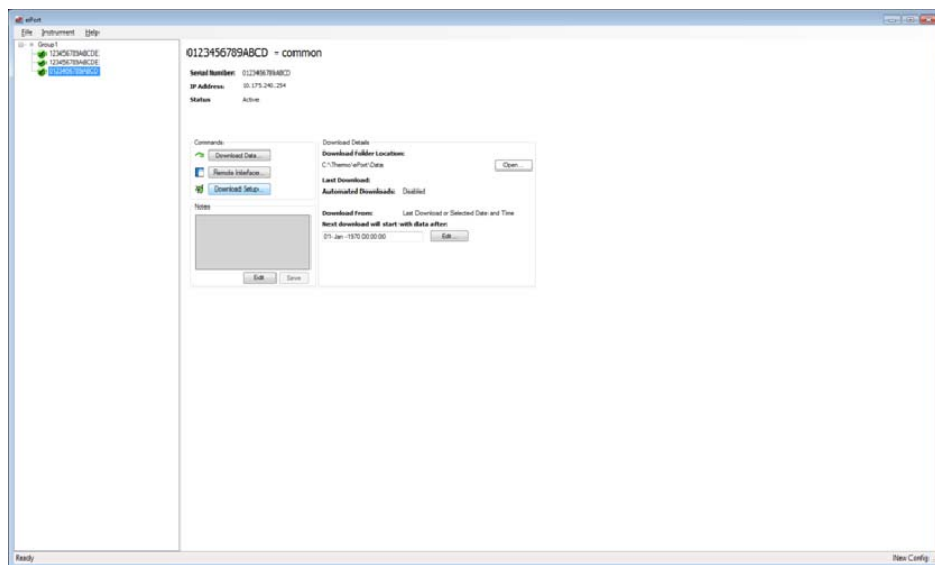 ePort
File Instrument Help
Group1
123456789ABCDE
123456789ABCDE
0123456789ABCD
0123456789ABCD - common
Serial Number: 0123456789ABCD
IP Address: 10.175.240.254
Status Active
Commands
Download Data...
Remote Interface...
Download Setup...
Notes
Edit Save
Download Details
Download Folder Location:
C:\Thermo\ePort\Data Open...
Last Download:
Automated Downloads: Disabled
Download From: Last Download or Selected Date and Time
Next download will start with data after:
01-Jan-1970 00:00:00 Edit...
Ready New Config: